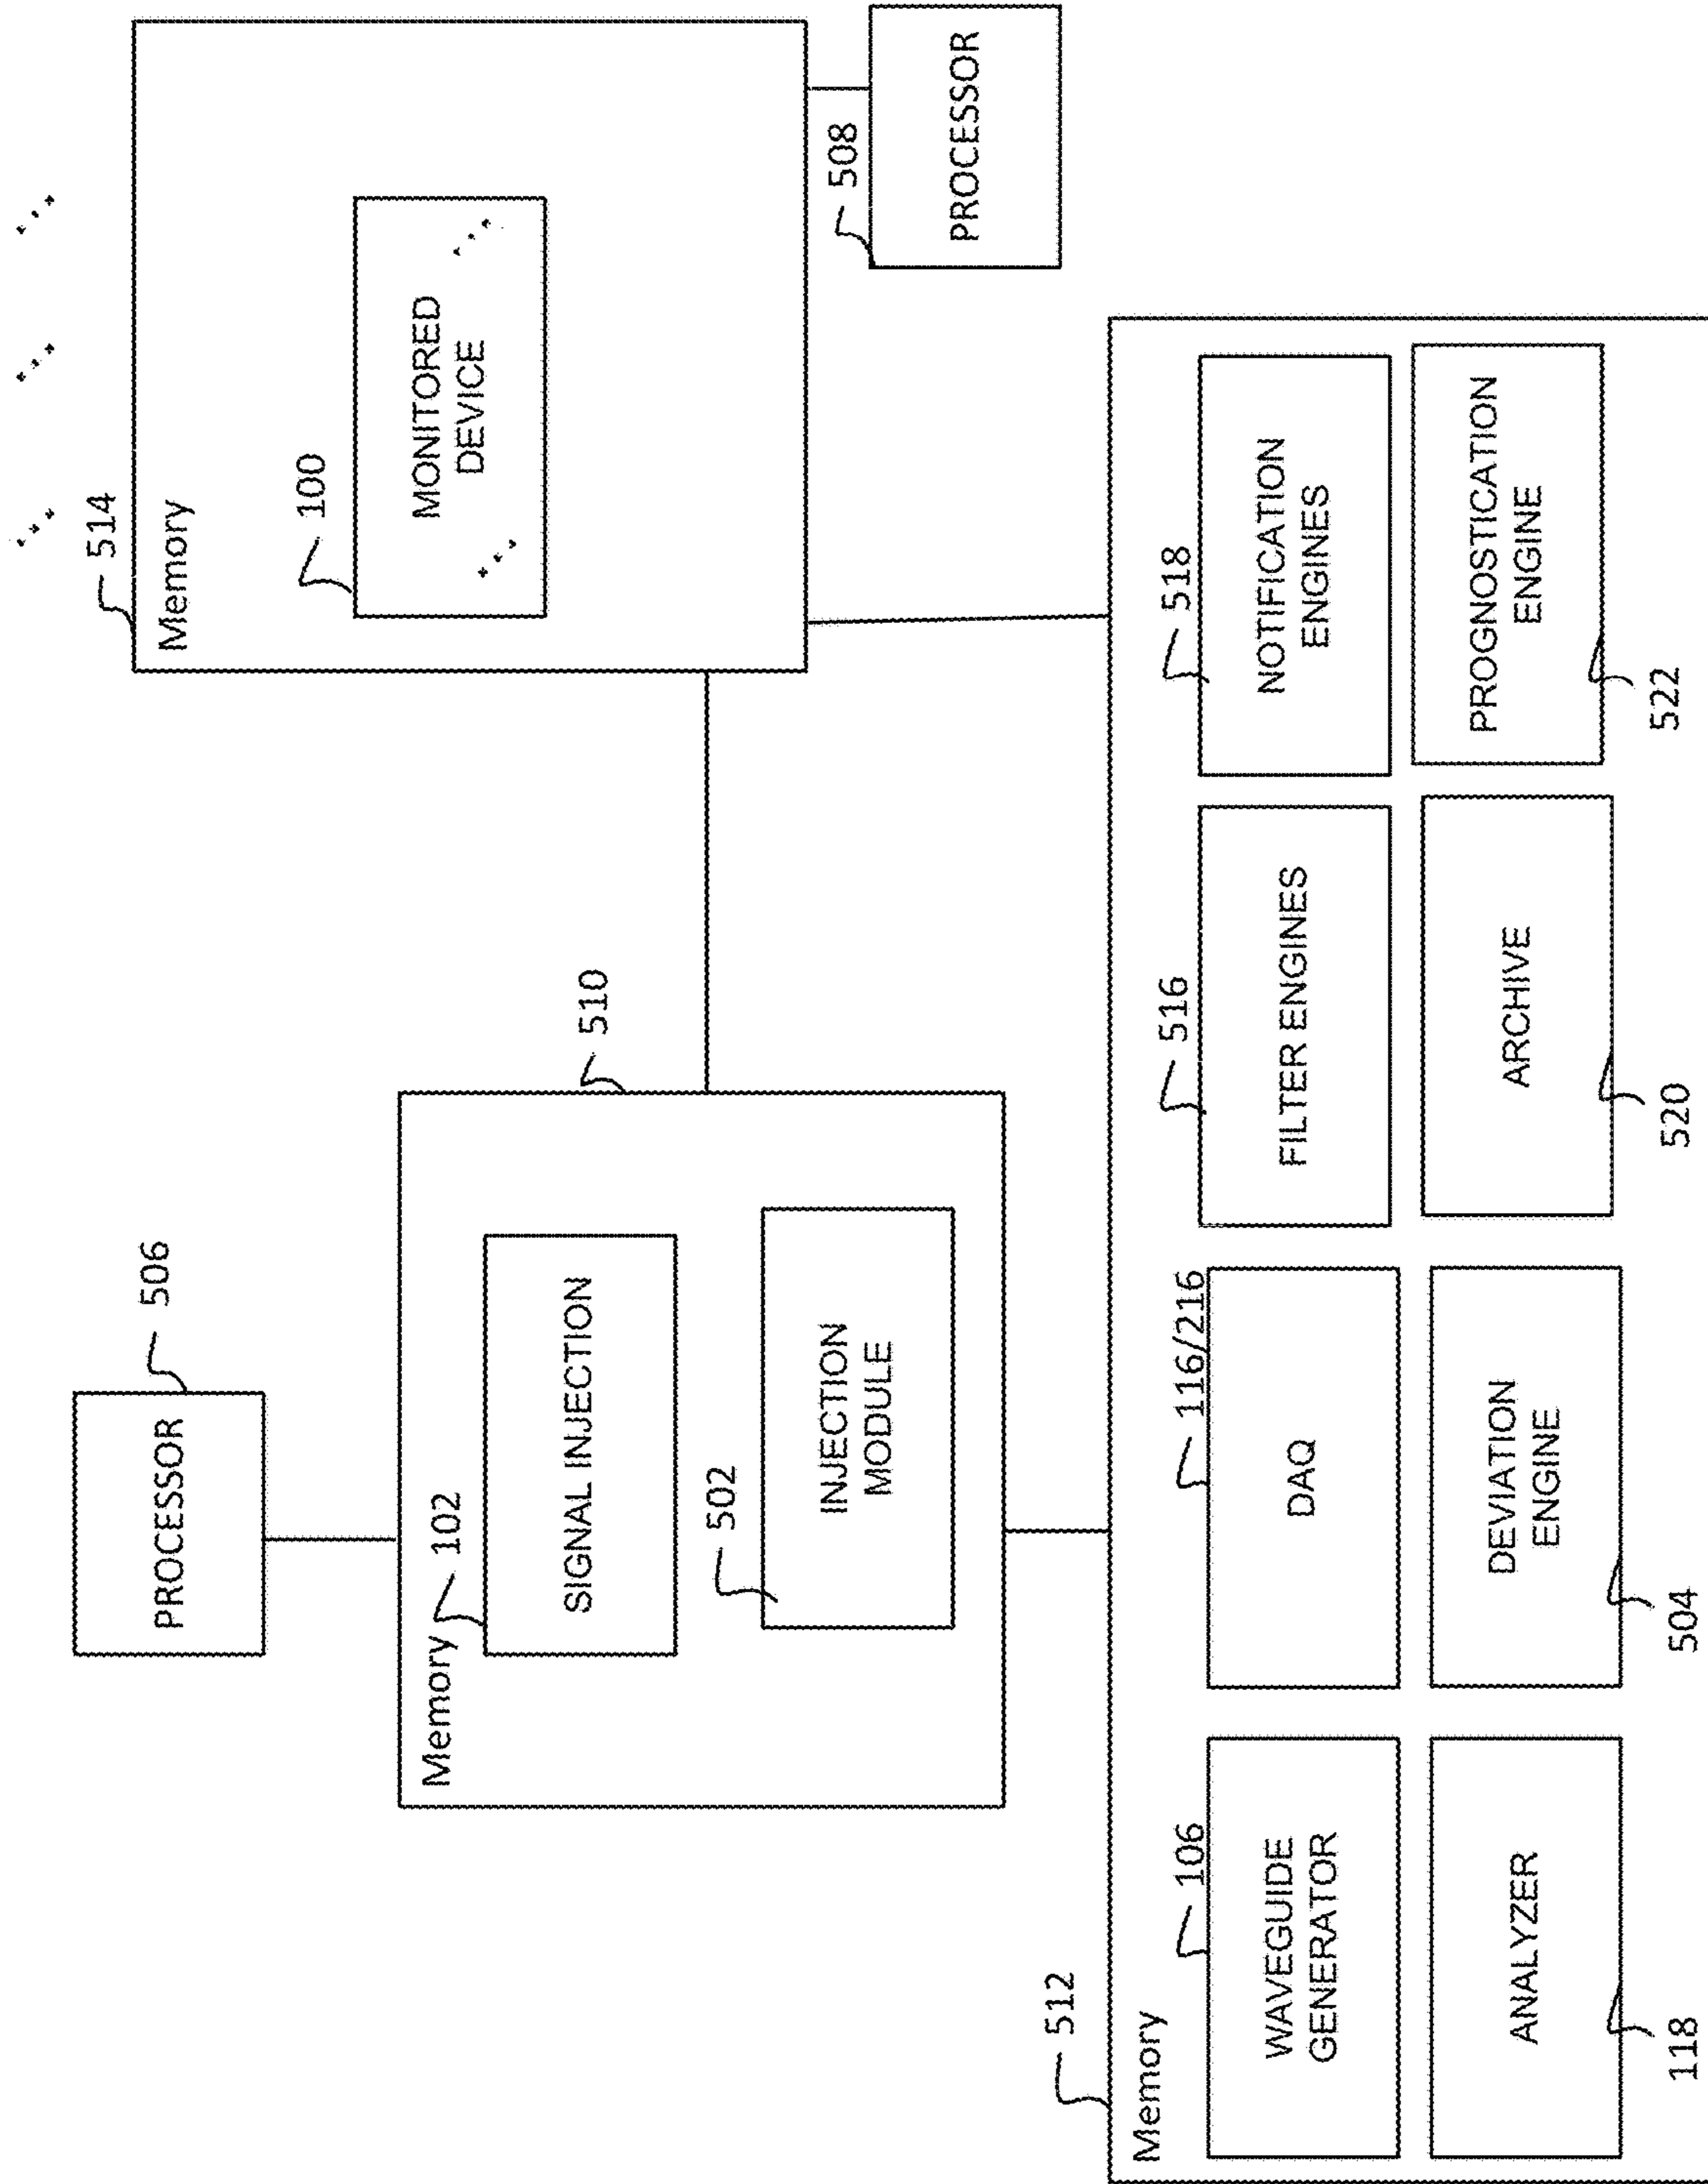 PROCESSOR
506
Memory
102
SIGNAL INJECTION
502
INJECTION
MODULE
510
514
Memory
100
MONITORED
DEVICE
508
PROCESSOR
512
Memory
106
WAVEGUIDE
GENERATOR
116/216
DAQ
516
FILTER ENGINES
518
NOTIFICATION
ENGINES
ANALYZER
118
DEVIATION
ENGINE
504
ARCHIVE
520
PROGNOSTICATION
ENGINE
522